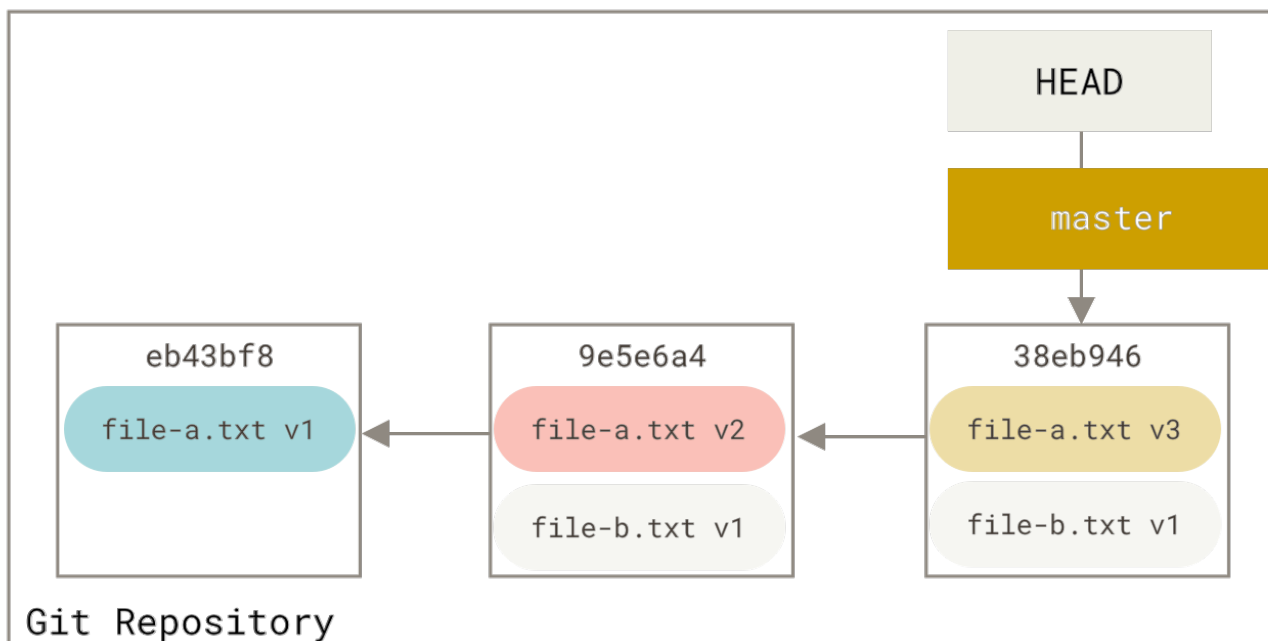 HEAD
master
eb43bf8
9e5e6a4
38eb946
file-a.txt v1
file-a.txt v2
file-a.txt v3
file-b.txt v1
file-b.txt v1
Git Repository